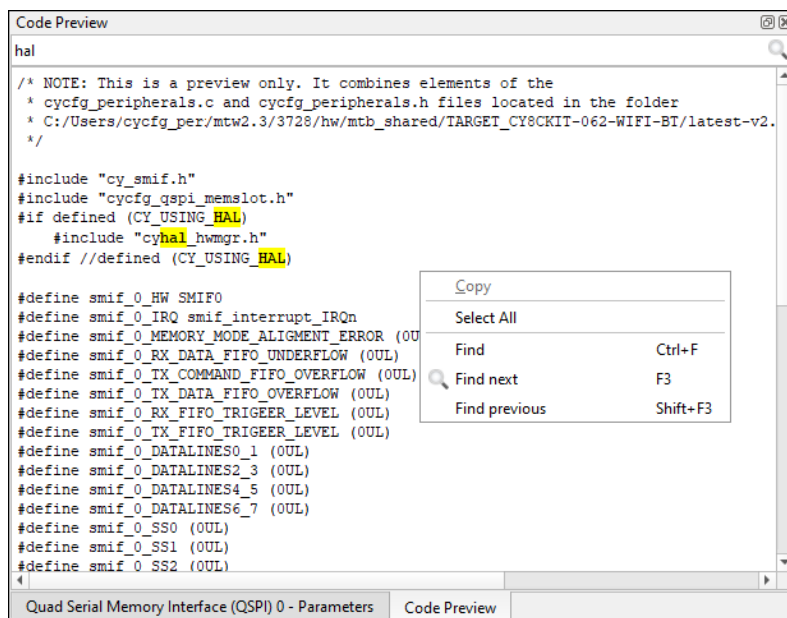 Code Preview
hal
/* NOTE: This is a preview only. It combines elements of the
 * cycfg_peripherals.c and cycfg_peripherals.h files located in the folder
 * C:/Users/cycfg_per/mtw2.3/3728/hw/mtb_shared/TARGET_CY8CKIT-062-WIFI-BT/latest-v2.
 */
#include "cy_smif.h"
#include "cycfg_qspi_memslot.h"
#if defined (CY_USING_HAL)
    #include "cyhal_hwmgr.h"
#endif //defined (CY_USING_HAL)
#define smif_0_HW SMIF0
#define smif_0_IRQ smif_interrupt_IRQn
#define smif_0_MEMORY_MODE_ALIGMENT_ERROR (0U
#define smif_0_RX_DATA_FIFO_UNDERFLOW (0UL)
#define smif_0_TX_COMMAND_FIFO_OVERFLOW (0UL)
#define smif_0_TX_DATA_FIFO_OVERFLOW (0UL)
#define smif_0_RX_FIFO_TRIGEER_LEVEL (0UL)
#define smif_0_TX_FIFO_TRIGEER_LEVEL (0UL)
#define smif_0_DATALINES0_1 (0UL)
#define smif_0_DATALINES2_3 (0UL)
#define smif_0_DATALINES4_5 (0UL)
#define smif_0_DATALINES6_7 (0UL)
#define smif_0_SS0 (0UL)
#define smif_0_SS1 (0UL)
#define smif_0_SS2 (0UL)
Copy
Select All
Find Ctrl+F
Find next F3
Find previous Shift+F3
Quad Serial Memory Interface (QSPI) 0 - Parameters Code Preview